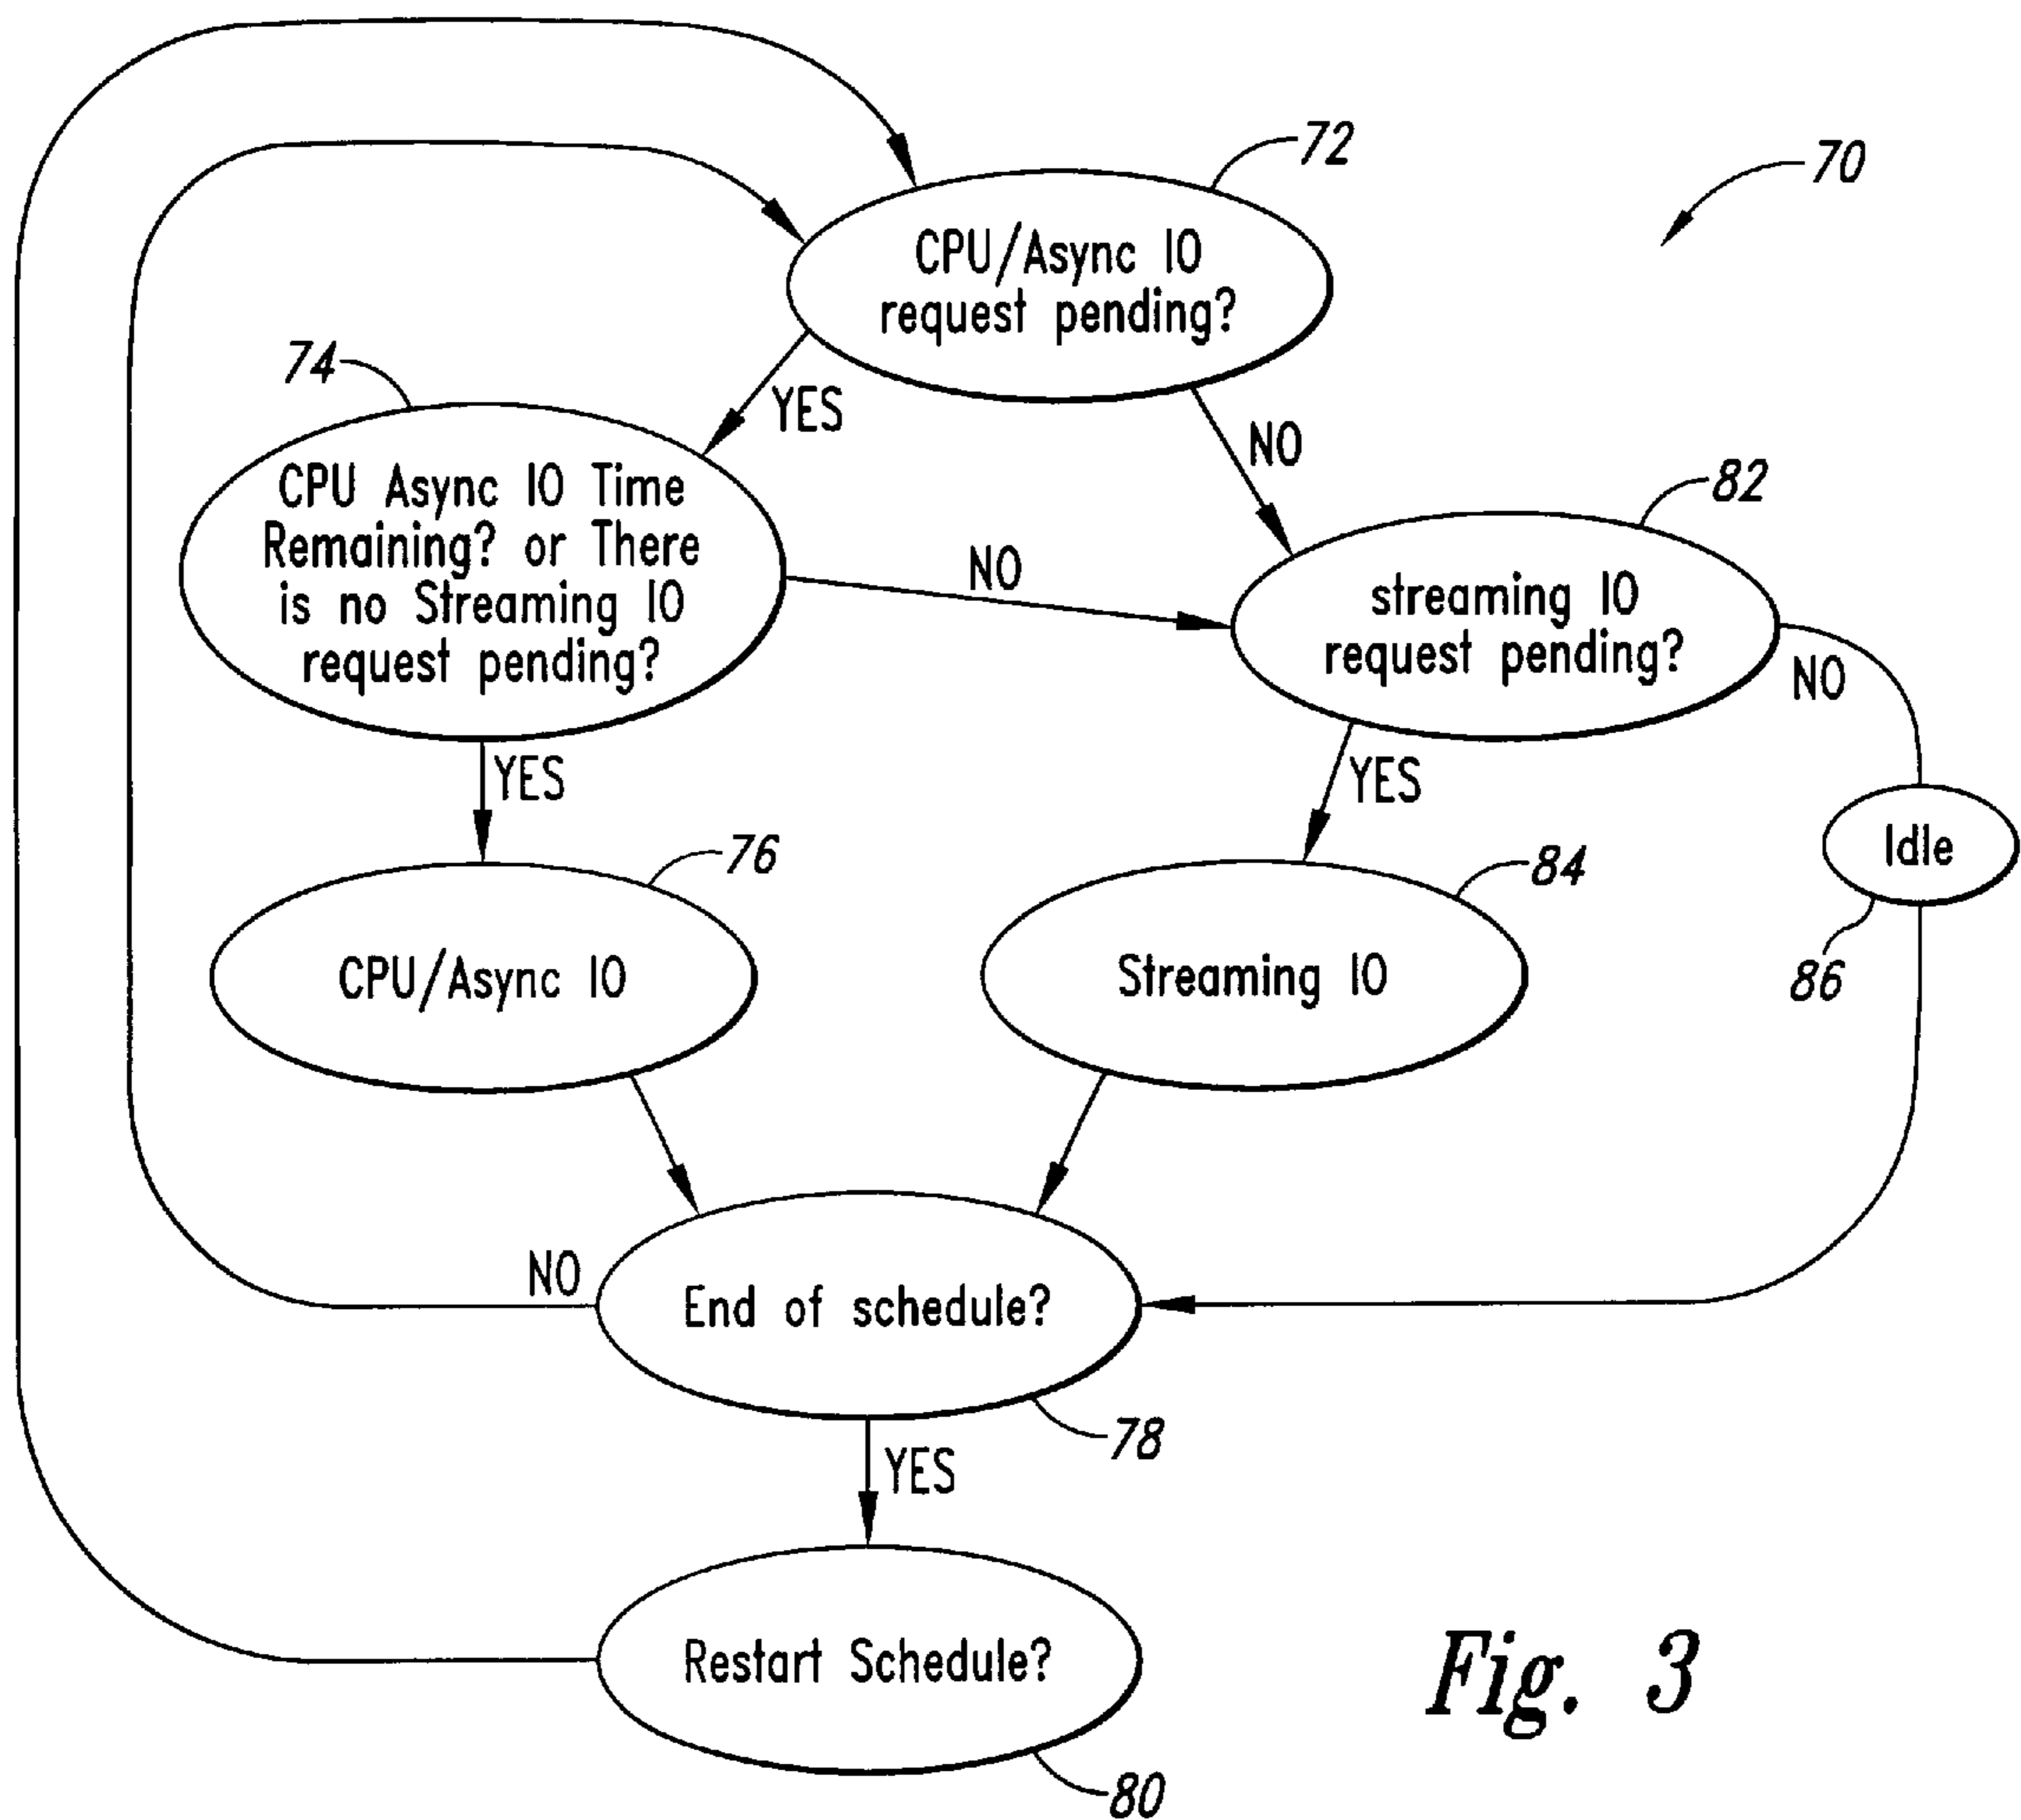 72
70
CPU/Async IO
request pending?
74
YES
NO
82
CPU Async IO Time
Remaining? or There
is no Streaming IO
request pending?
NO
streaming IO
request pending?
NO
YES
YES
76
84
Idle
86
CPU/Async IO
Streaming IO
NO
End of schedule?
78
YES
Restart Schedule?
80
Fig. 3